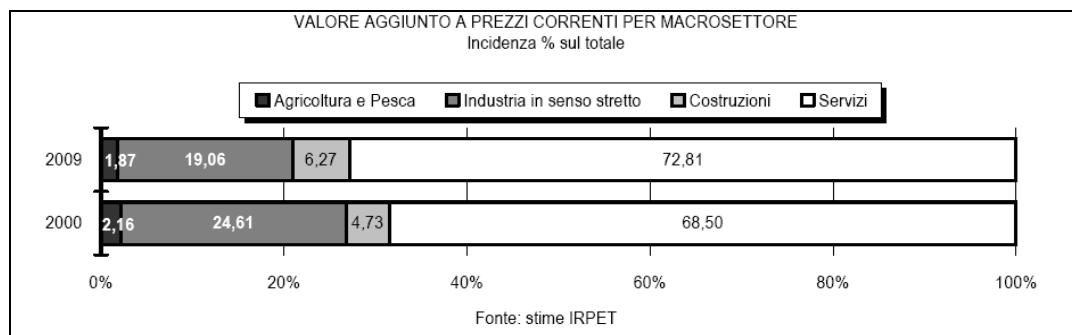 VALORE AGGIUNTO A PREZZI CORRENTI PER MACROSETTORE
Incidenza % sul totale
Agricoltura e Pesca Industria in senso stretto Costruzioni Servizi
2009 1,87 19,06 6,27 72,81
2000 2,16 24,61 4,73 68,50
0% 20% 40% 60% 80% 100%
Fonte: stime IRPET